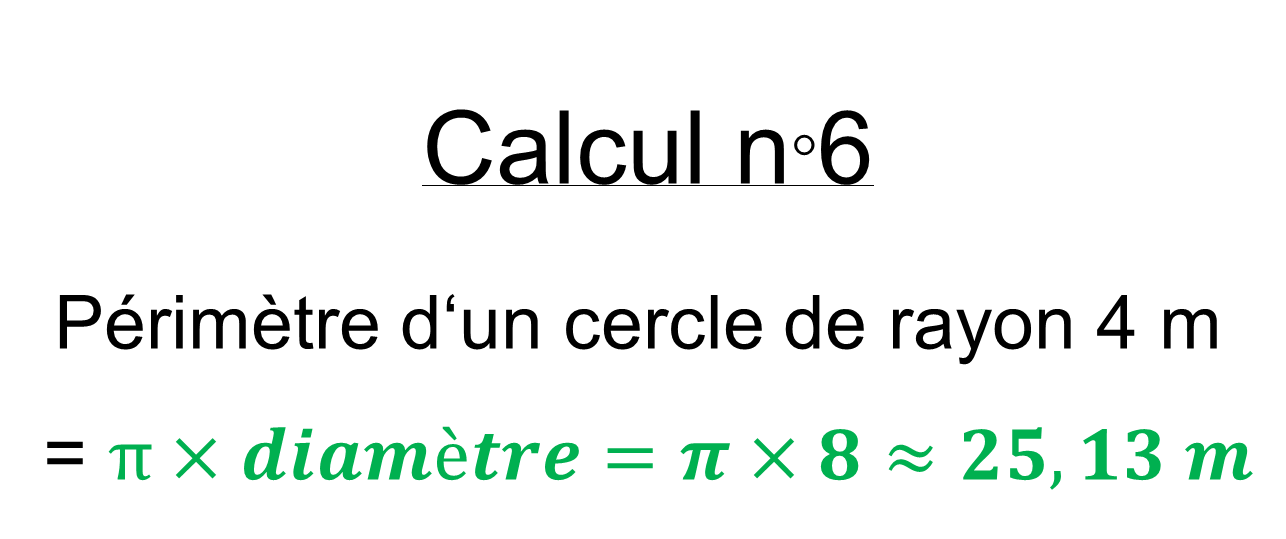 Calcul n°6
Périmètre d‘un cercle de rayon 4 m
= π × diamètre = π × 8 ≈ 25,13 m